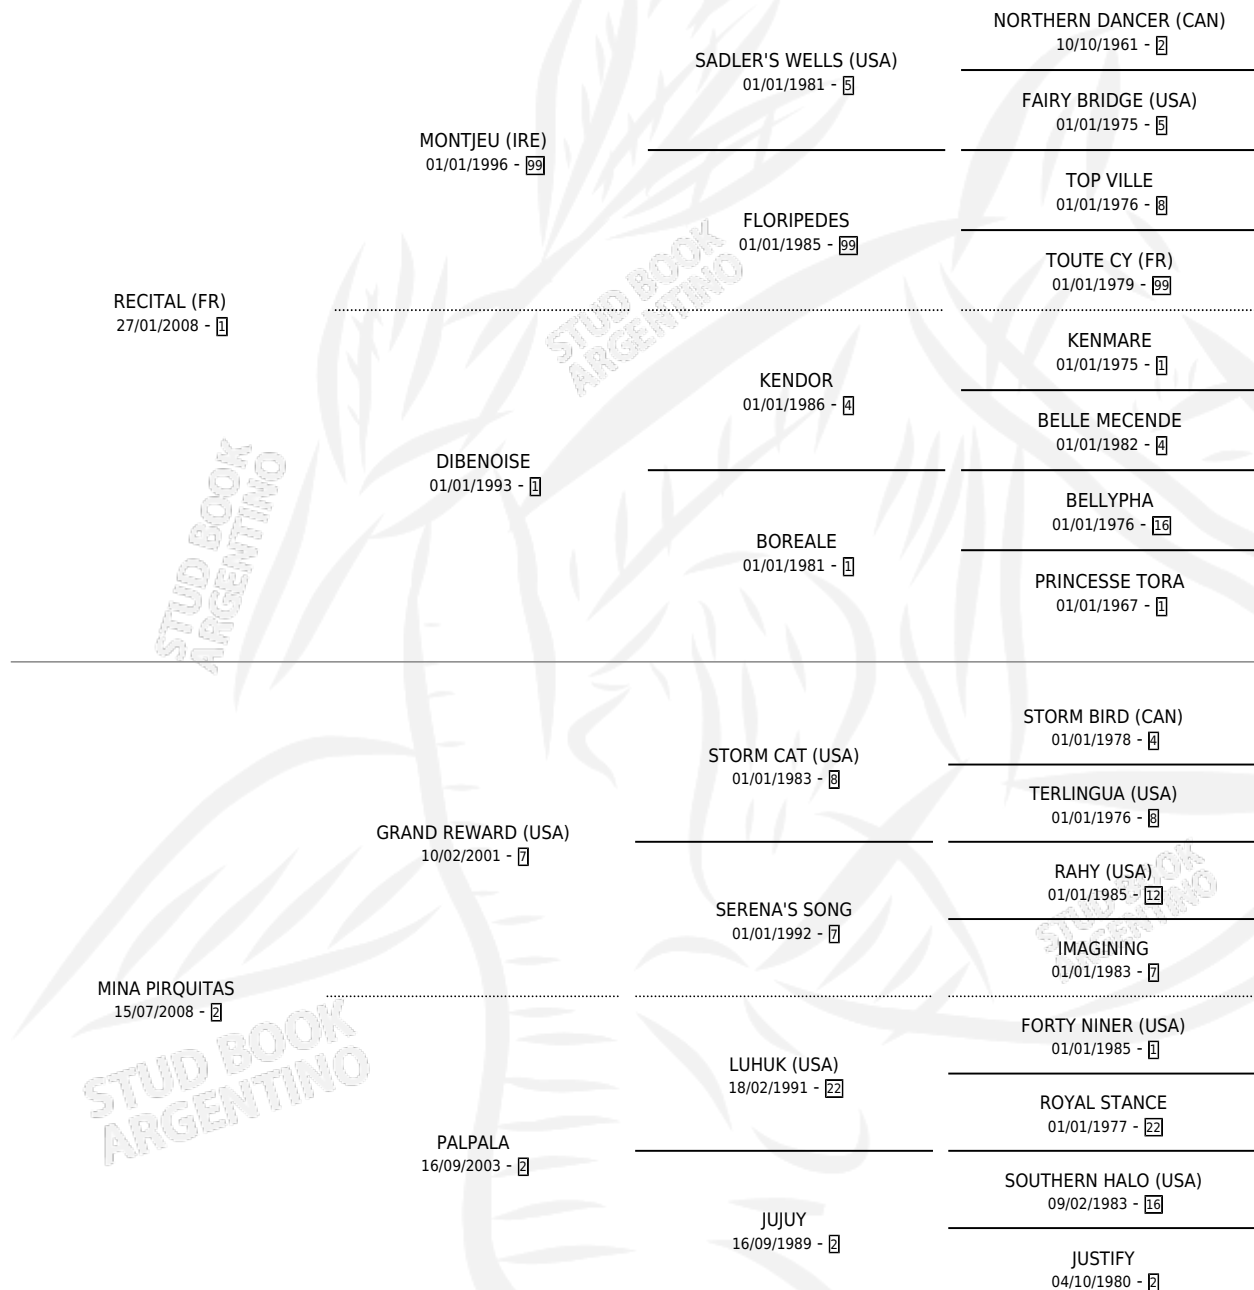 NORTHERN DANCER (CAN)
10/10/1961 - 2
SADLER'S WELLS (USA)
01/01/1981 - 5
FAIRY BRIDGE (USA)
01/01/1975 - 5
MONTJEU (IRE)
01/01/1996 - 99
TOP VILLE
01/01/1976 - 8
FLORIPEDES
01/01/1985 - 99
TOUTE CY (FR)
01/01/1979 - 99
RECITAL (FR)
27/01/2008 - 1
STUD BOOK
ARGENTINO
KENMARE
01/01/1975 - 1
KENDOR
01/01/1986 - 4
BELLE MECENDE
01/01/1982 - 4
DIBENOISE
01/01/1993 - 1
BELLYPHA
01/01/1976 - 16
BOREALE
01/01/1981 - 1
PRINCESSE TORA
01/01/1967 - 1
STUD BOOK
ARGENTINO
STORM BIRD (CAN)
01/01/1978 - 4
STORM CAT (USA)
01/01/1983 - 8
TERLINGUA (USA)
01/01/1976 - 8
GRAND REWARD (USA)
10/02/2001 - 7
RAHY (USA)
01/01/1985 - 12
SERENA'S SONG
01/01/1992 - 7
IMAGINING
01/01/1983 - 7
STUD BOOK
ARGENTINO
MINA PIRQUITAS
15/07/2008 - 2
FORTY NINER (USA)
01/01/1985 - 1
LUHUK (USA)
18/02/1991 - 22
ROYAL STANCE
01/01/1977 - 22
STUD BOOK
ARGENTINO
PALPALA
16/09/2003 - 2
SOUTHERN HALO (USA)
09/02/1983 - 16
JUJUY
16/09/1989 - 2
JUSTIFY
04/10/1980 - 2